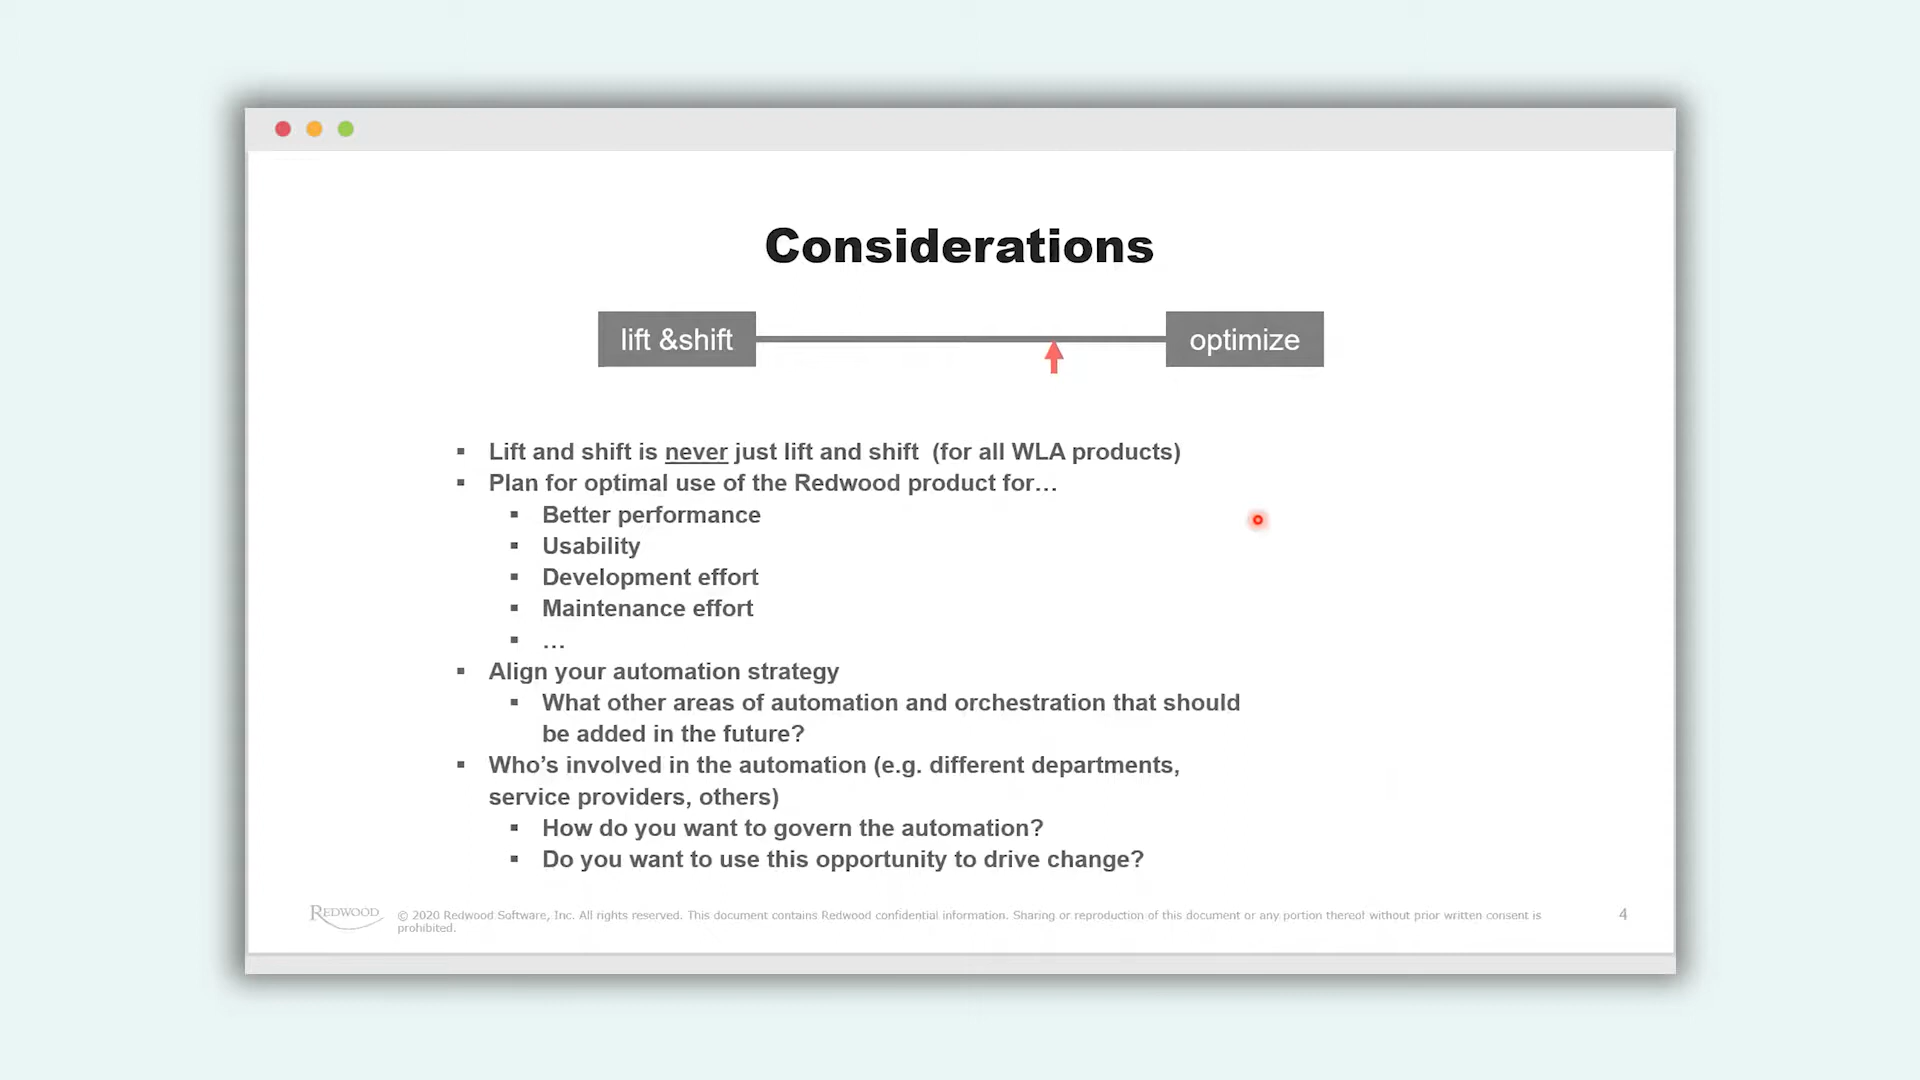 Considerations
lift &shift
optimize
Lift and shift is never just lift and shift (for all WLA products)
Plan for optimal use of the Redwood product for…
Better performance
Usability
Development effort
Maintenance effort
…
Align your automation strategy
What other areas of automation and orchestration that should
be added in the future?
Who’s involved in the automation (e.g. different departments,
service providers, others)
How do you want to govern the automation?
Do you want to use this opportunity to drive change?
REDWOOD
© 2020 Redwood Software, Inc. All rights reserved. This document contains Redwood confidential information. Sharing or reproduction of this document or any portion thereof without prior written consent is
prohibited.
4